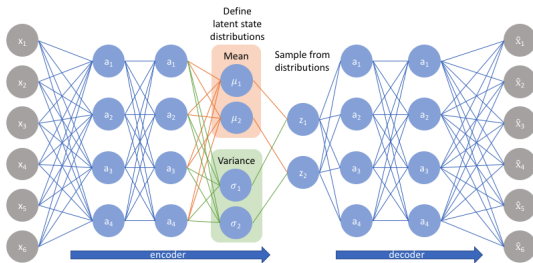 Define
latent state
distributions
Mean
Sample from
distributions
Variance
x₁
x₂
x₃
x₄
x₅
x₆
a₁
a₂
a₃
a₄
a₁
a₂
a₃
a₄
μ₁
μ₂
σ₁
σ₂
z₁
z₂
a₁
a₂
a₃
a₄
a₁
a₂
a₃
a₄
x̂₁
x̂₂
x̂₃
x̂₄
x̂₅
x̂₆
encoder
decoder